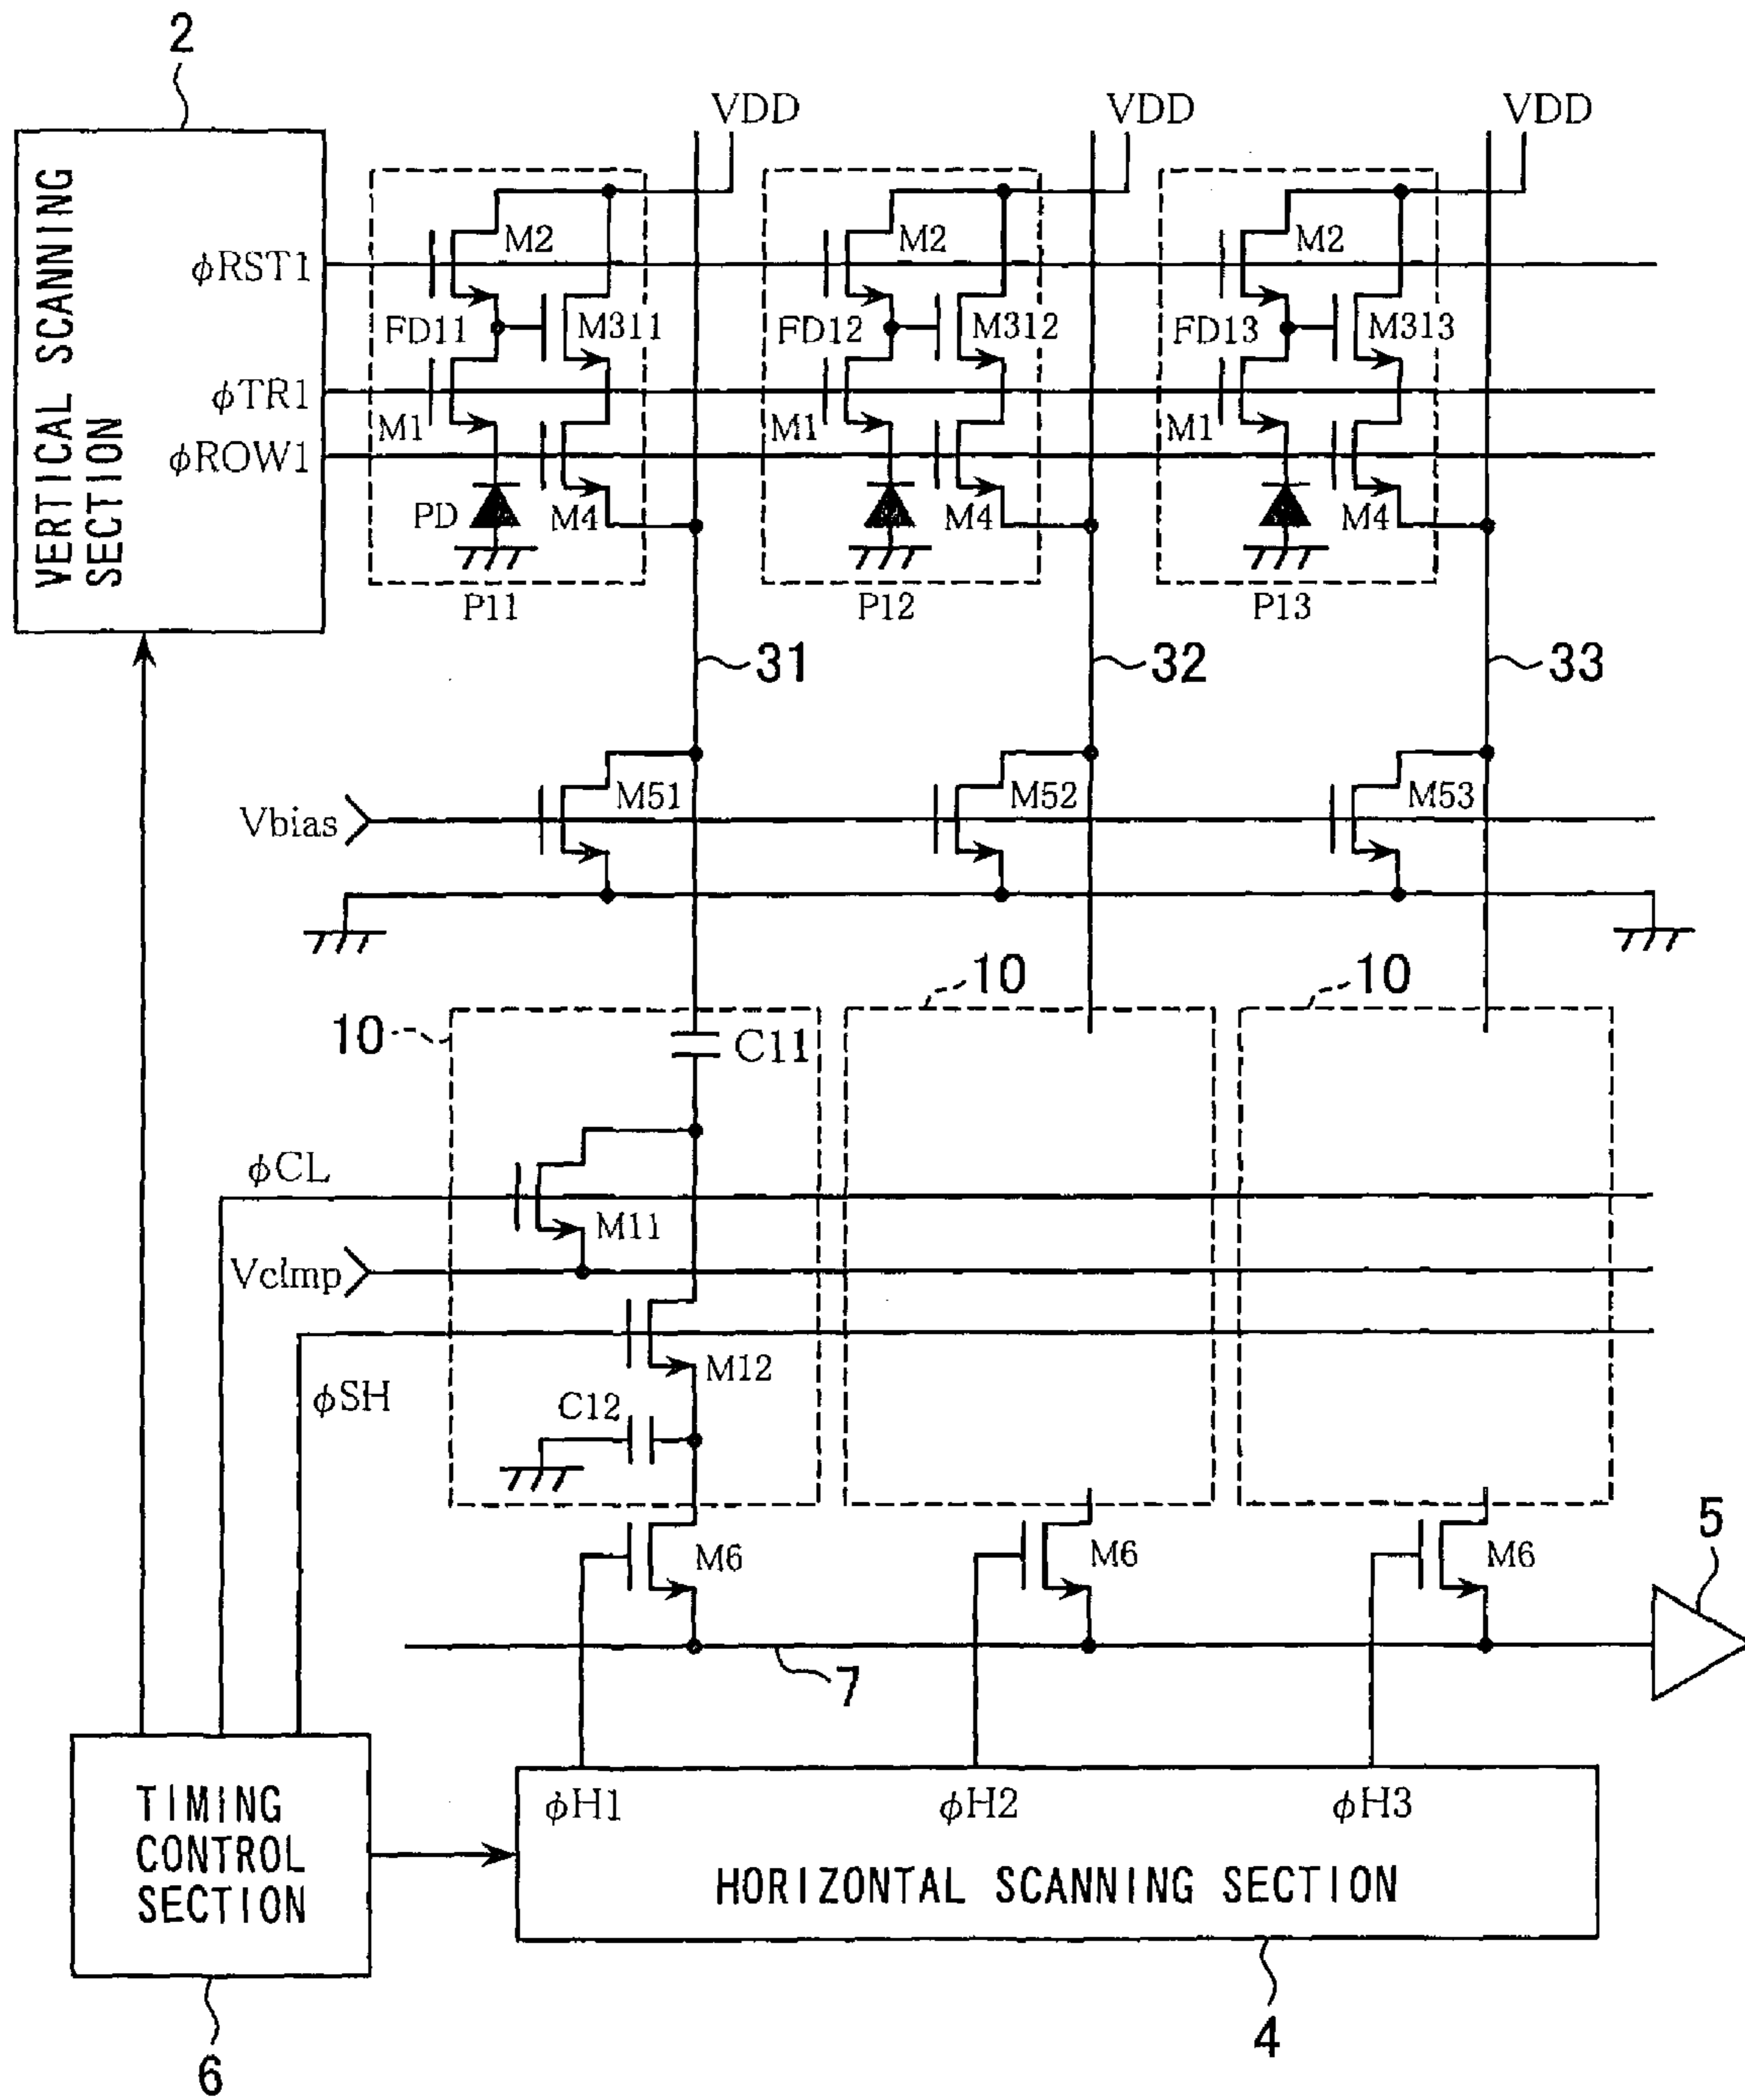 2
VDD VDD VDD
VERTICAL SCANNING
SECTION
M2 M2 M2
φRST1
FD11 M311 FD12 M312 FD13 M313
φTR1
M1 M1 M1
φROW1
PD M4 M4 M4
P11 P12 P13
31 32 33
M51 M52 M53
Vbias
10 10
10 C11
φCL
M11
Vclmp
M12
φSH
C12
M6 M6 M6
5
7
φH1 φH2 φH3
TIMING
CONTROL
SECTION
HORIZONTAL SCANNING SECTION
6
4